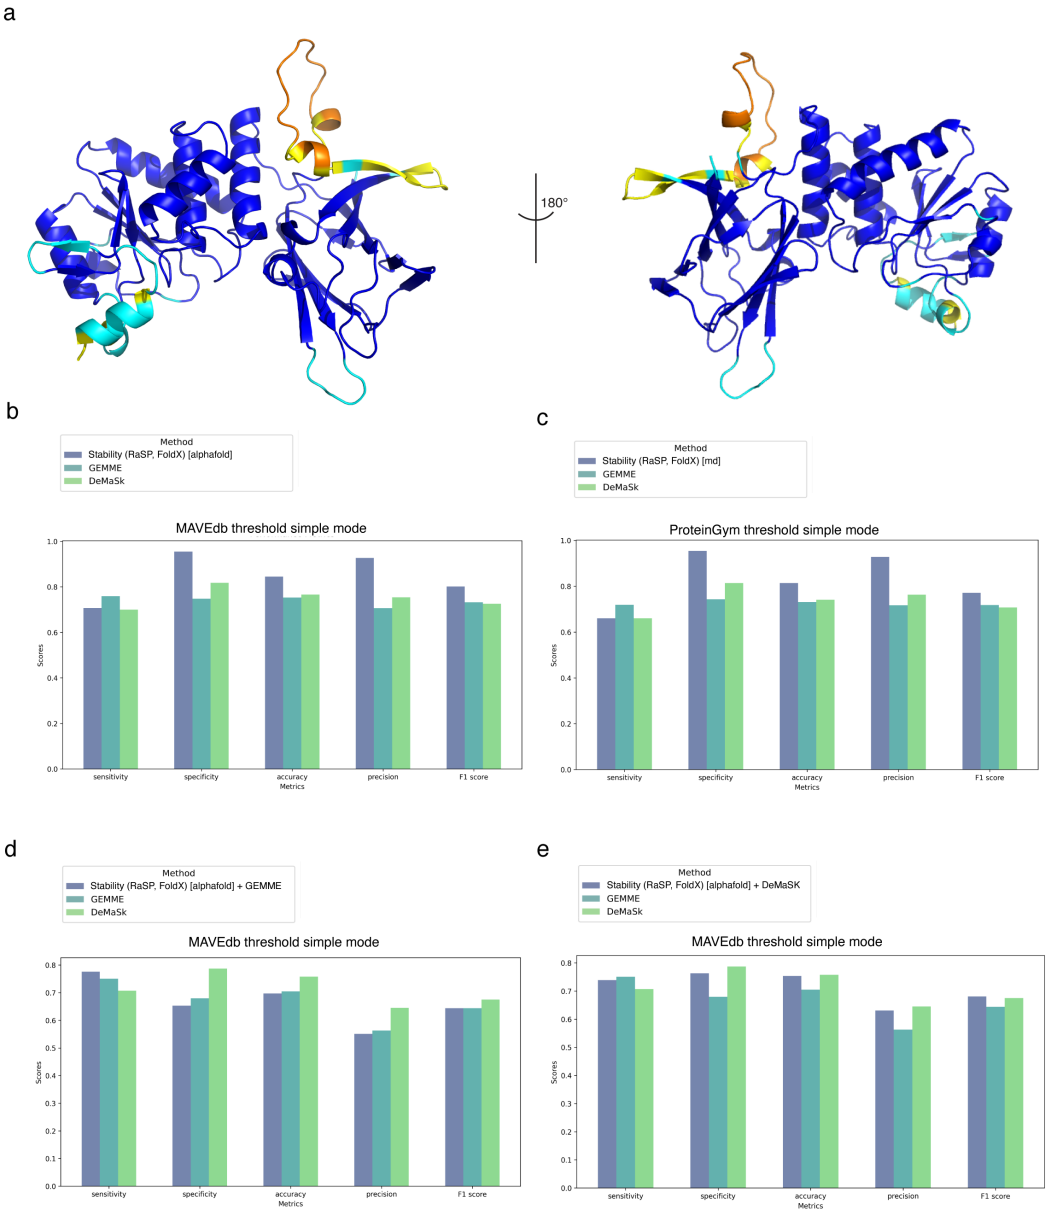 a
180°
b
Method
Stability (RaSP, FoldX) [alphafold]
GEMME
DeMaSk
MAVEdb threshold simple mode
1.0
0.8
0.6
0.4
0.2
0.0
Scores
sensitivity
specificity
accuracy
precision
F1 score
Metrics
c
Method
Stability (RaSP, FoldX) [md]
GEMME
DeMaSk
ProteinGym threshold simple mode
1.0
0.8
0.6
0.4
0.2
0.0
Scores
sensitivity
specificity
accuracy
precision
F1 score
Metrics
d
Method
Stability (RaSP, FoldX) [alphafold] + GEMME
GEMME
DeMaSk
MAVEdb threshold simple mode
0.8
0.7
0.6
0.5
0.4
0.3
0.2
0.1
0.0
Scores
sensitivity
specificity
accuracy
precision
F1 score
Metrics
e
Method
Stability (RaSP, FoldX) [alphafold] + DeMaSK
GEMME
DeMaSk
MAVEdb threshold simple mode
0.8
0.7
0.6
0.5
0.4
0.3
0.2
0.1
0.0
Scores
sensitivity
specificity
accuracy
precision
F1 score
Metrics